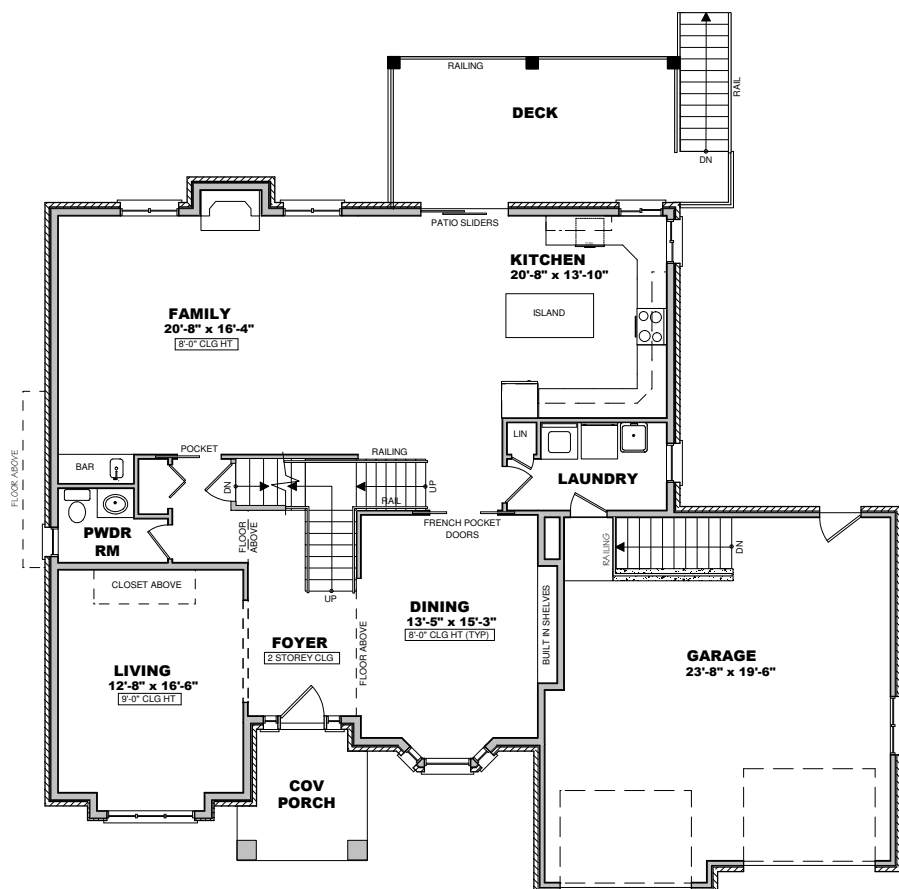 RAILING
RAIL
DECK
DN
PATIO SLIDERS
KITCHEN
20'-8" x 13'-10"
ISLAND
FAMILY
20'-8" x 16'-4"
8'-0" CLG HT
FLOOR ABOVE
POCKET
RAILING
BAR
LIN
LAUNDRY
DN
RAIL
UP
PWDR
RM
FLOOR
ABOVE
FRENCH POCKET
DOORS
RAILING
DN
CLOSET ABOVE
UP
BUILT IN SHELVES
DINING
13'-5" x 15'-3"
8'-0" CLG HT (TYP)
FOYER
2 STOREY CLG
FLOOR ABOVE
LIVING
12'-8" x 16'-6"
9'-0" CLG HT
GARAGE
23'-8" x 19'-6"
COV
PORCH